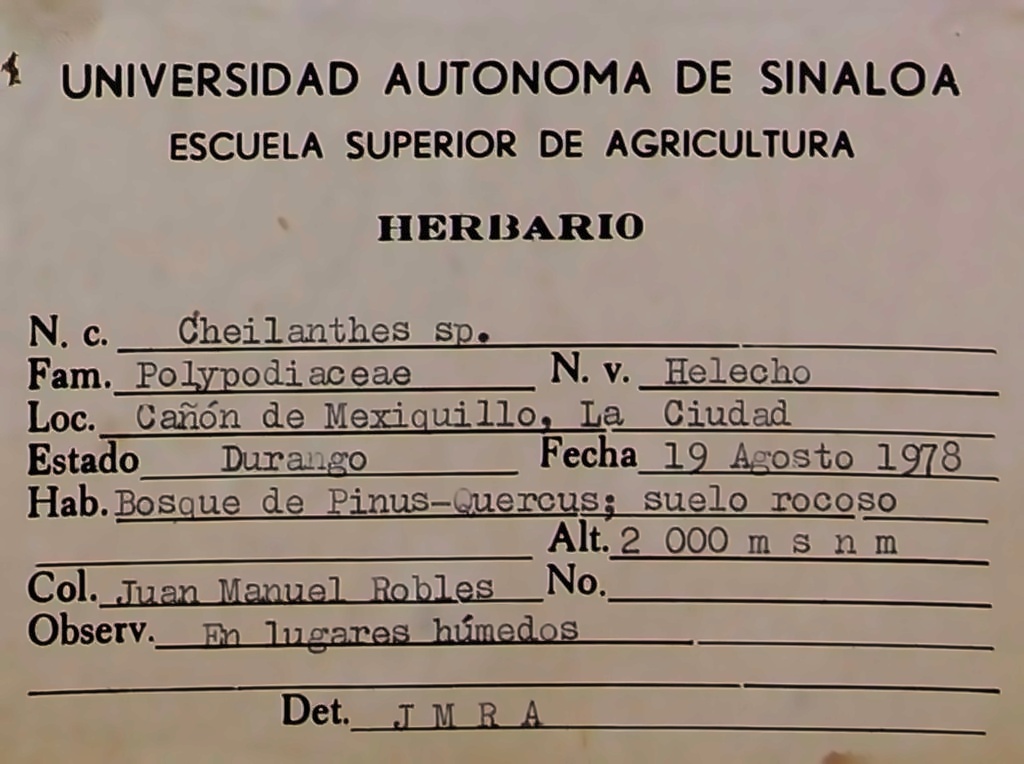 UNIVERSIDAD AUTONOMA DE SINALOA
ESCUELA SUPERIOR DE AGRICULTURA
HERBARIO
N. c. Cheilanthes sp.
Fam. Polypodiaceae N. v. Helecho
Loc. Cañón de Mexiquillo, La Ciudad
Estado Durango Fecha 19 Agosto 1978
Hab. Bosque de Pinus-Quercus; suelo rocoso
Alt. 2 000 m s n m
Col. Juan Manuel Robles No.
Observ. En lugares húmedos
Det. J M R A